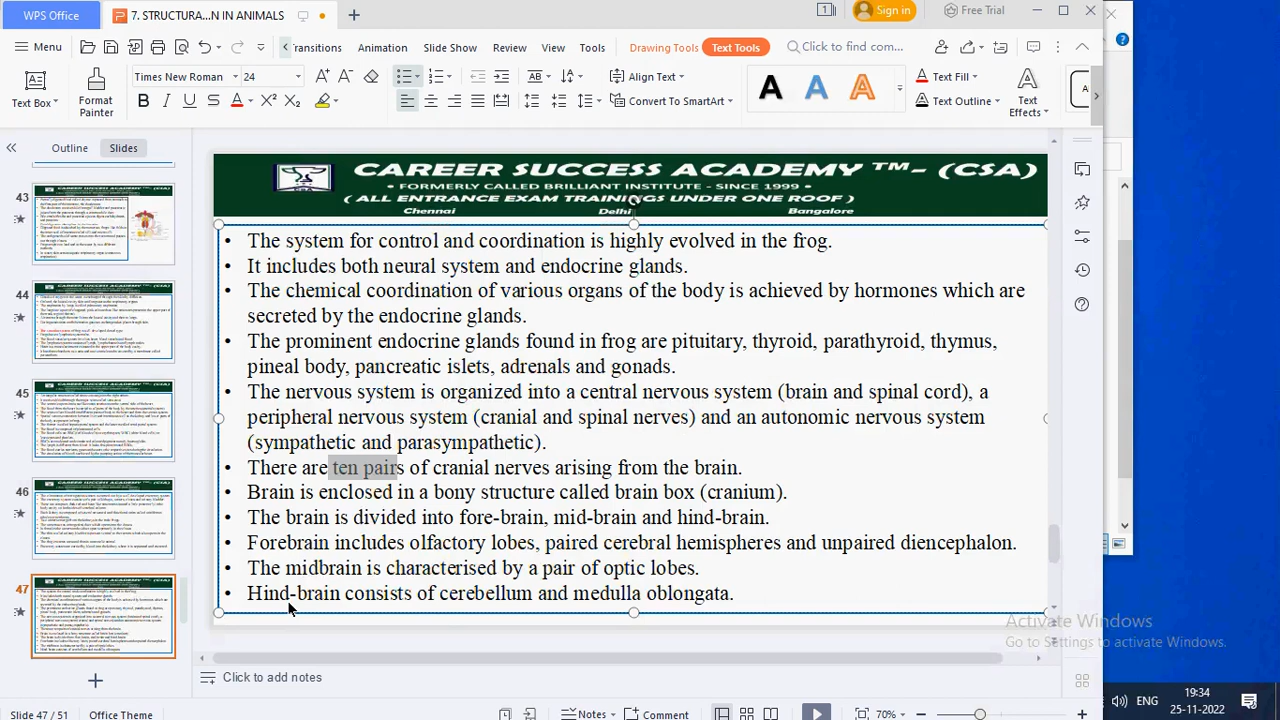 WPS Office
7. STRUCTURA...N IN ANIMALS
Sign in
Free Trial
Menu
Transitions
Animation
Slide Show
Review
View
Tools
Drawing Tools
Text Tools
Click to find com...
Text Box
Format Painter
Times New Roman
24
Align Text
Convert To SmartArt
Text Fill
Text Outline
Text Effects
Outline
Slides
43
44
45
46
47
CAREER SUCCESS ACADEMY ™- (CSA)
• FORMERLY CALLED BRILLIANT INSTITUTE - SINCE 1992 -
(ALL ENTRANCE EXAM TRAINING UNDER ONE ROOF )
Chennai Delhi Bangalore
• The system for control and coordination is highly evolved in the frog.
• It includes both neural system and endocrine glands.
• The chemical coordination of various organs of the body is achieved by hormones which are
secreted by the endocrine glands.
• The prominent endocrine glands found in frog are pituitary, thyroid, parathyroid, thymus,
pineal body, pancreatic islets, adrenals and gonads.
• The nervous system is organised into a central nervous system (brain and spinal cord), a
peripheral nervous system (cranial and spinal nerves) and an autonomic nervous system
(sympathetic and parasympathetic).
• There are ten pairs of cranial nerves arising from the brain.
• Brain is enclosed in a bony structure called brain box (cranium).
• The brain is divided into fore-brain, mid-brain and hind-brain.
• Forebrain includes olfactory lobes, paired cerebral hemispheres and unpaired diencephalon.
• The midbrain is characterised by a pair of optic lobes.
• Hind-brain consists of cerebellum and medulla oblongata.
Activate Windows
Go to Settings to activate Windows.
Click to add notes
Slide 47 / 51
Office Theme
Notes
Comment
70%
ENG
19:34
25-11-2022